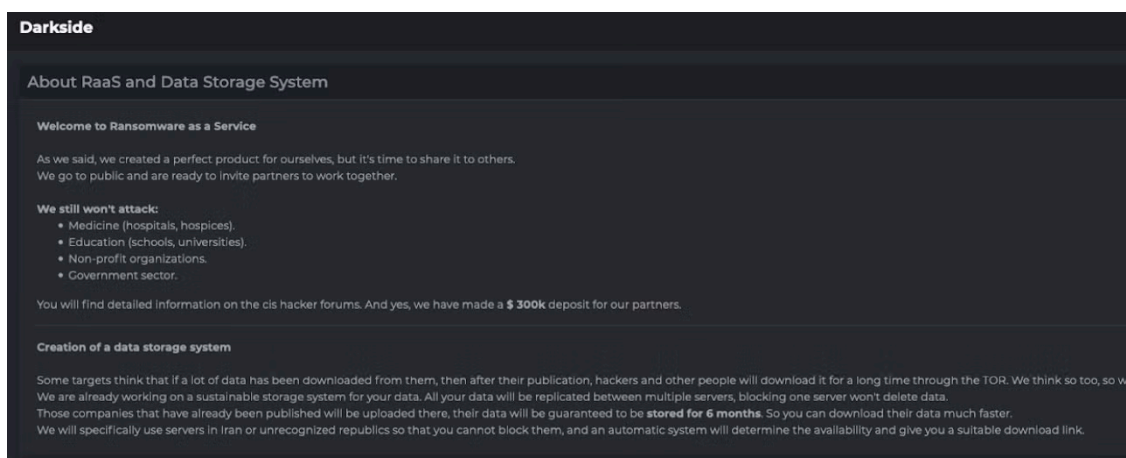 Darkside
About RaaS and Data Storage System
Welcome to Ransomware as a Service
As we said, we created a perfect product for ourselves, but it's time to share it to others.
We go to public and are ready to invite partners to work together.
We still won't attack:
• Medicine (hospitals, hospices).
• Education (schools, universities).
• Non-profit organizations.
• Government sector.
You will find detailed information on the cis hacker forums. And yes, we have made a $ 300k deposit for our partners.
Creation of a data storage system
Some targets think that if a lot of data has been downloaded from them, then after their publication, hackers and other people will download it for a long time through the TOR. We think so too, so
We are already working on a sustainable storage system for your data. All your data will be replicated between multiple servers, blocking one server won't delete data.
Those companies that have already been published will be uploaded there, their data will be guaranteed to be stored for 6 months. So you can download their data much faster.
We will specifically use servers in Iran or unrecognized republics so that you cannot block them, and an automatic system will determine the availability and give you a suitable download link.